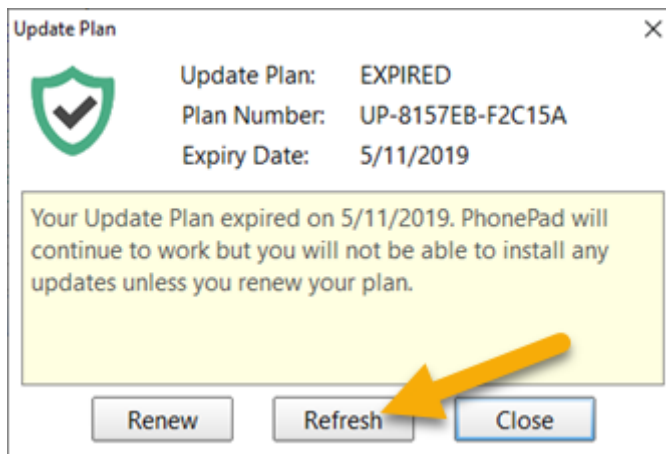 Update Plan
Update Plan: EXPIRED
Plan Number: UP-8157EB-F2C15A
Expiry Date: 5/11/2019
Your Update Plan expired on 5/11/2019. PhonePad will
continue to work but you will not be able to install any
updates unless you renew your plan.
Renew Refresh Close